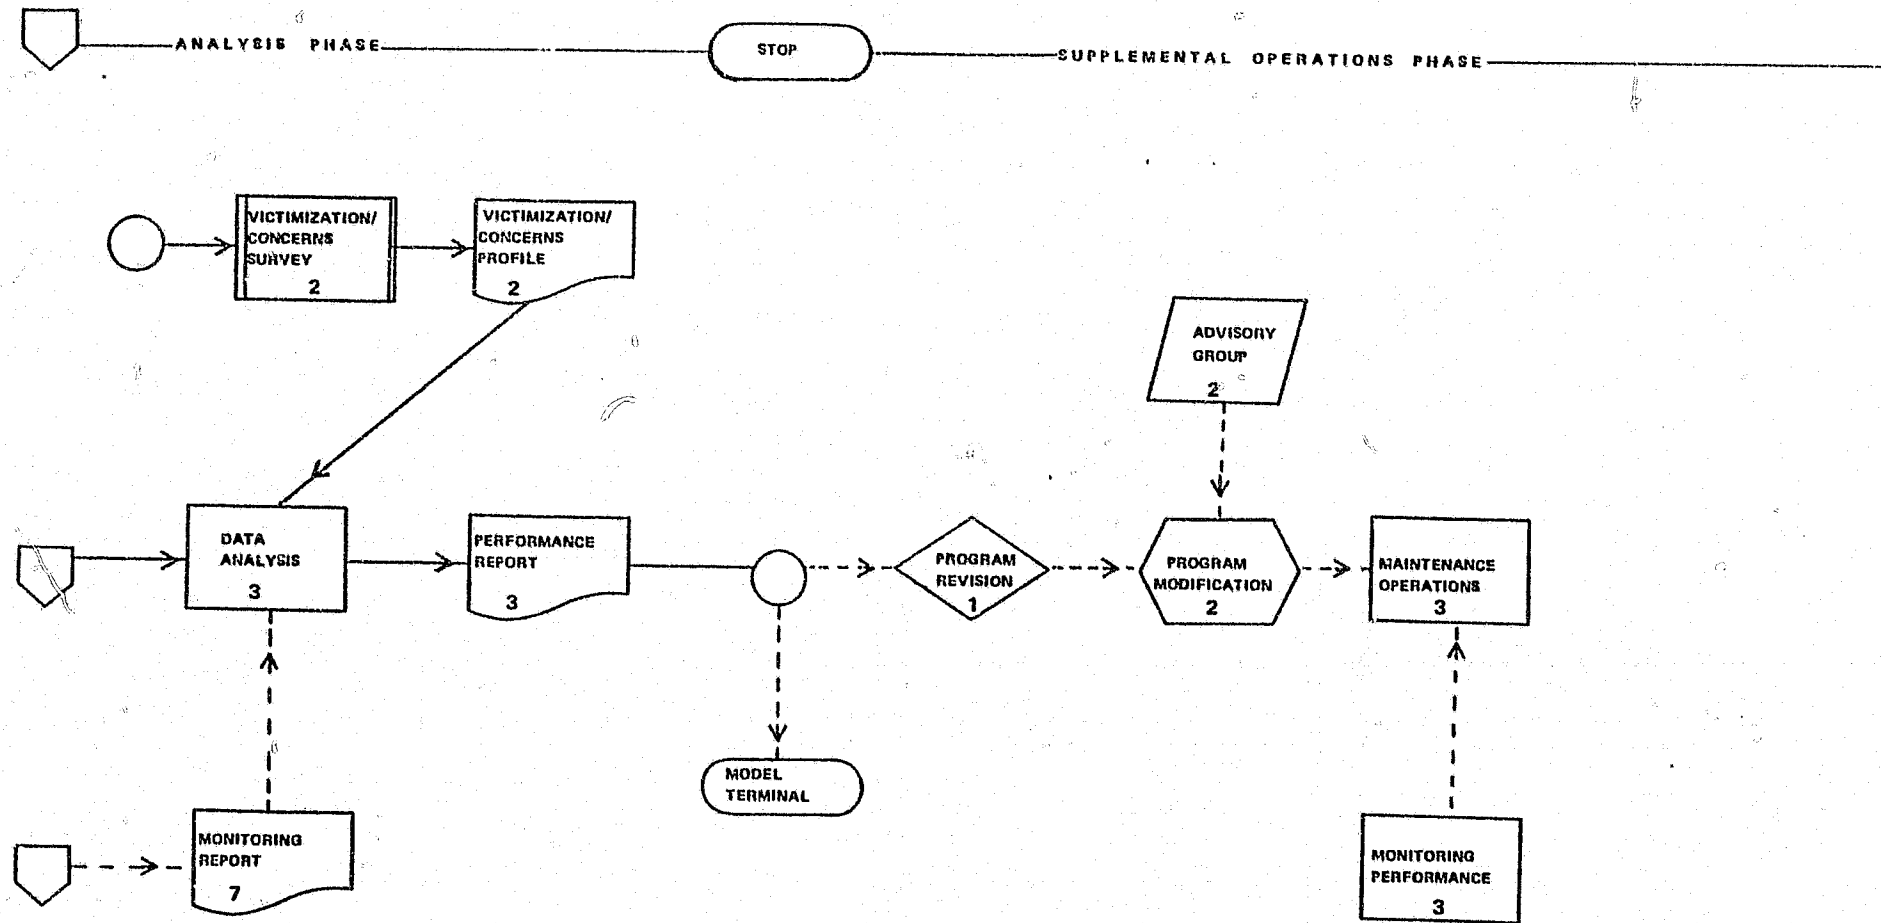 ANALYSIS PHASE
STOP
SUPPLEMENTAL OPERATIONS PHASE
VICTIMIZATION/
CONCERNS
SURVEY
2
VICTIMIZATION/
CONCERNS
PROFILE
2
ADVISORY
GROUP
2
DATA
ANALYSIS
3
PERFORMANCE
REPORT
3
PROGRAM
REVISION
1
PROGRAM
MODIFICATION
2
MAINTENANCE
OPERATIONS
3
MODEL
TERMINAL
MONITORING
REPORT
7
MONITORING
PERFORMANCE
3